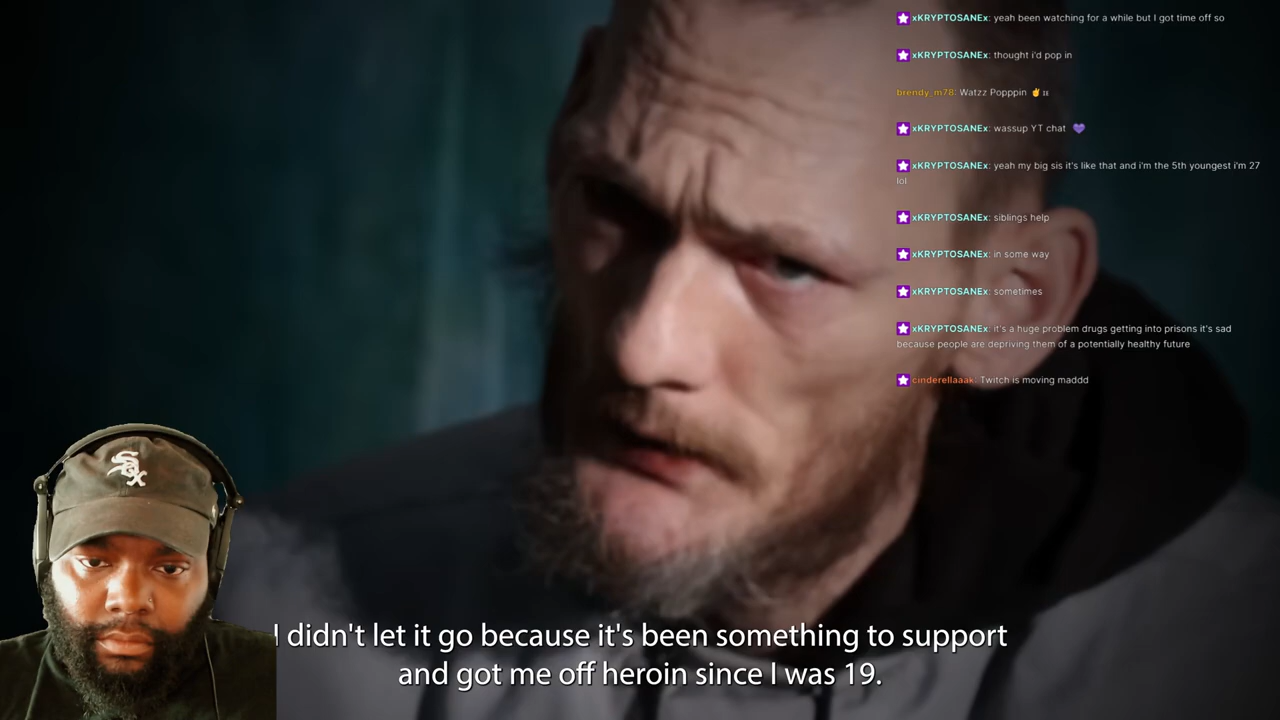 xKRYPTOSANEx: yeah been watching for a while but I got time off so
xKRYPTOSANEx: thought i'd pop in
brendy_m78: Watzz Popppin ✌️
xKRYPTOSANEx: wassup YT chat 💜
xKRYPTOSANEx: yeah my big sis it's like that and i'm the 5th youngest i'm 27
lol
xKRYPTOSANEx: siblings help
xKRYPTOSANEx: in some way
xKRYPTOSANEx: sometimes
xKRYPTOSANEx: it's a huge problem drugs getting into prisons it's sad
because people are depriving them of a potentially healthy future
cinderellaaak: Twitch is moving maddd
Sox
I didn't let it go because it's been something to support
and got me off heroin since I was 19.